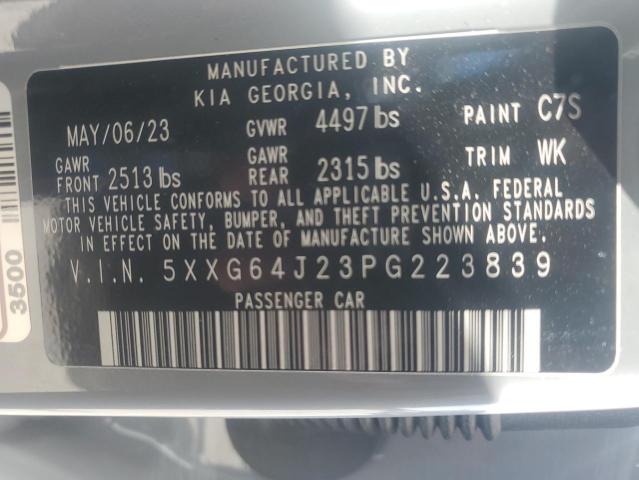 MANUFACTURED BY
KIA GEORGIA, INC.
MAY/06/23 GVWR 4497 lbs PAINT C7S
GAWR FRONT 2513 lbs GAWR REAR 2315 lbs TRIM WK
THIS VEHICLE CONFORMS TO ALL APPLICABLE U.S.A. FEDERAL
MOTOR VEHICLE SAFETY, BUMPER, AND THEFT PREVENTION STANDARDS
IN EFFECT ON THE DATE OF MANUFACTURE SHOWN ABOVE.
V.I.N. 5XXG64J23PG223839
PASSENGER CAR
3500